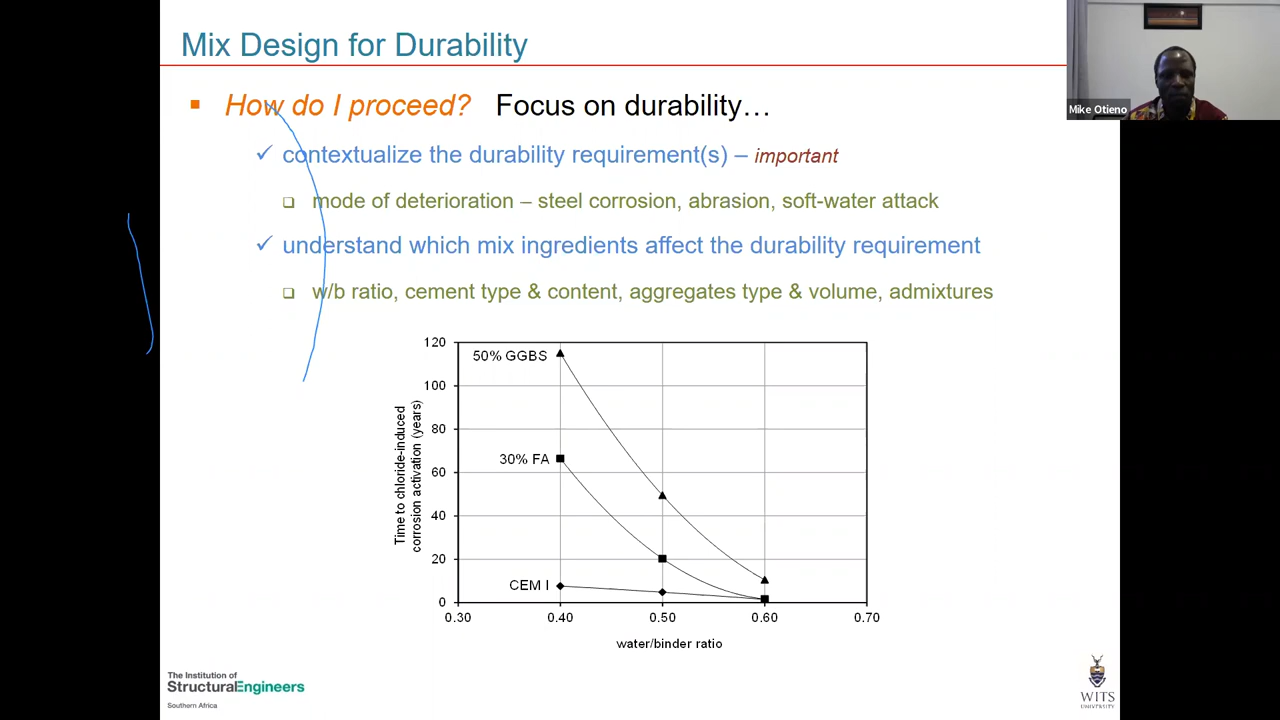 Mix Design for Durability
Mike Otieno
▪ How do I proceed? Focus on durability…
✓ contextualize the durability requirement(s) – important
❑ mode of deterioration – steel corrosion, abrasion, soft-water attack
✓ understand which mix ingredients affect the durability requirement
❑ w/b ratio, cement type & content, aggregates type & volume, admixtures
Time to chloride-induced
corrosion activation (years)
120
100
80
60
40
20
0
50% GGBS
30% FA
CEM I
0.30 0.40 0.50 0.60 0.70
water/binder ratio
The Institution of
StructuralEngineers
Southern Africa
WITS
UNIVERSITY